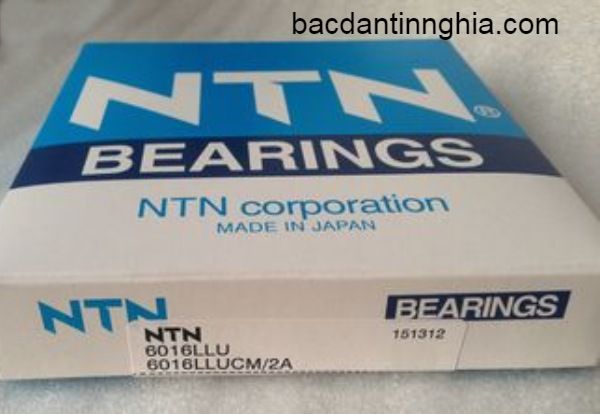 bacdantinnghia.com
NTN®
BEARINGS
NTN corporation
MADE IN JAPAN
NTN
BEARINGS
NTN
151312
6016LLU
6016LLUCM/2A